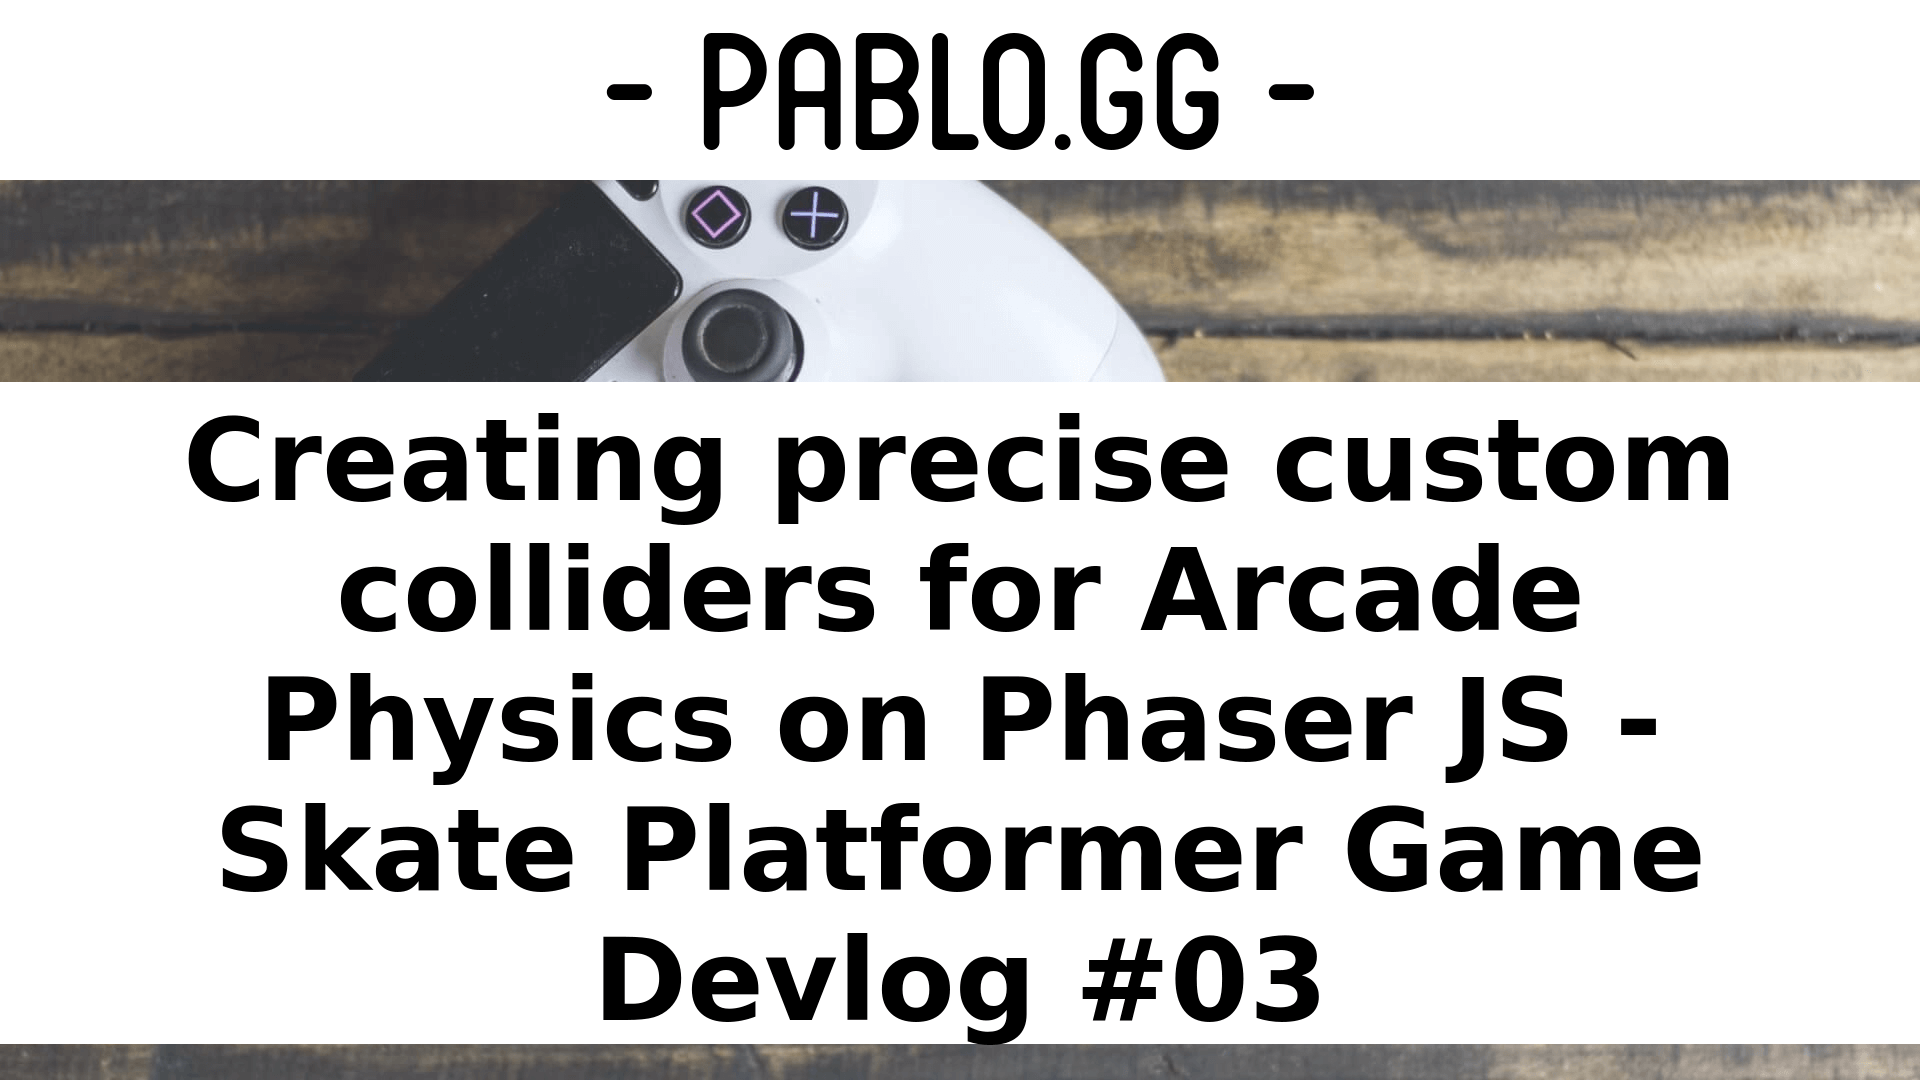 - PABLO.GG -
Creating precise custom
colliders for Arcade
Physics on Phaser JS -
Skate Platformer Game
Devlog #03